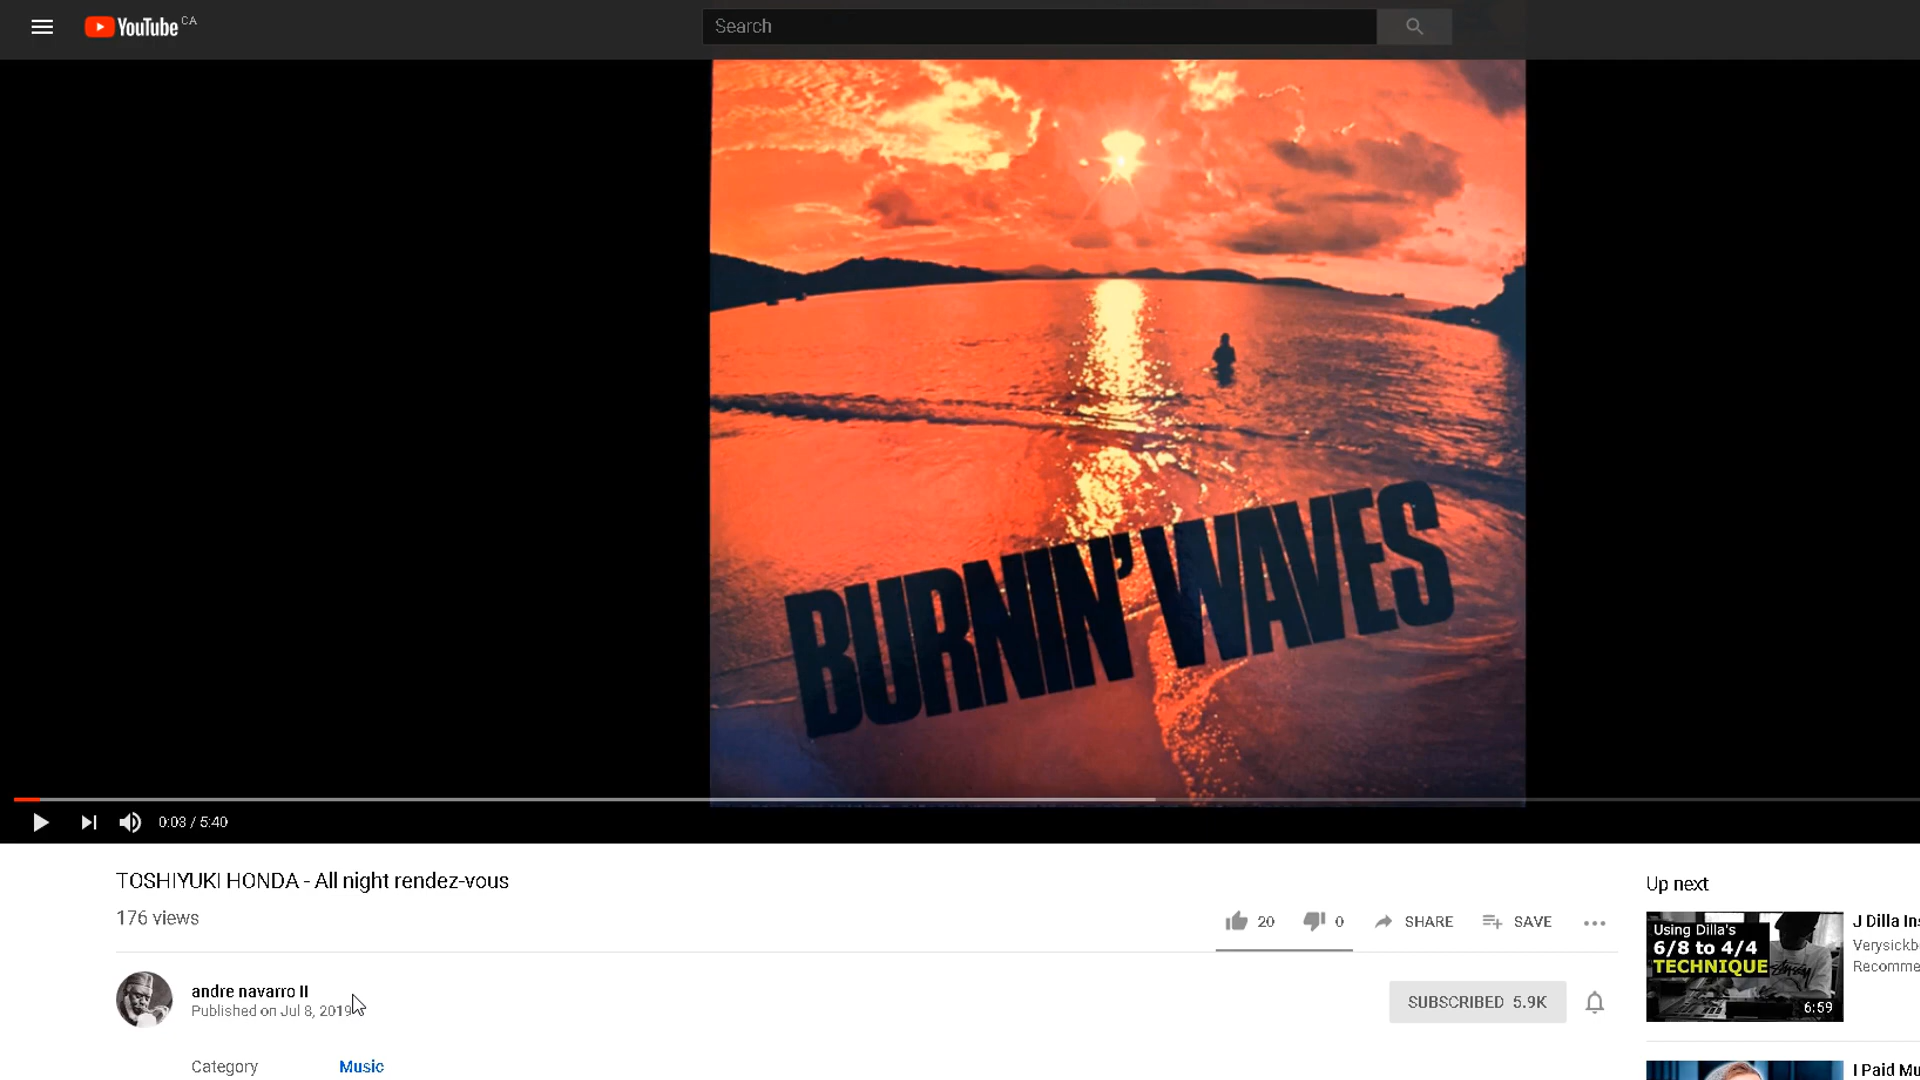 YouTube CA
Search
BURNIN' WAVES
0:03 / 5:40
TOSHIYUKI HONDA - All night rendez-vous
176 views
20
0
SHARE
SAVE
andre navarro II
Published on Jul 8, 2019
SUBSCRIBED 5.9K
Category
Music
Up next
Using Dilla's
6/8 to 4/4
TECHNIQUE
6:59
J Dilla Ins
Verysickb
Recomme
I Paid Mu